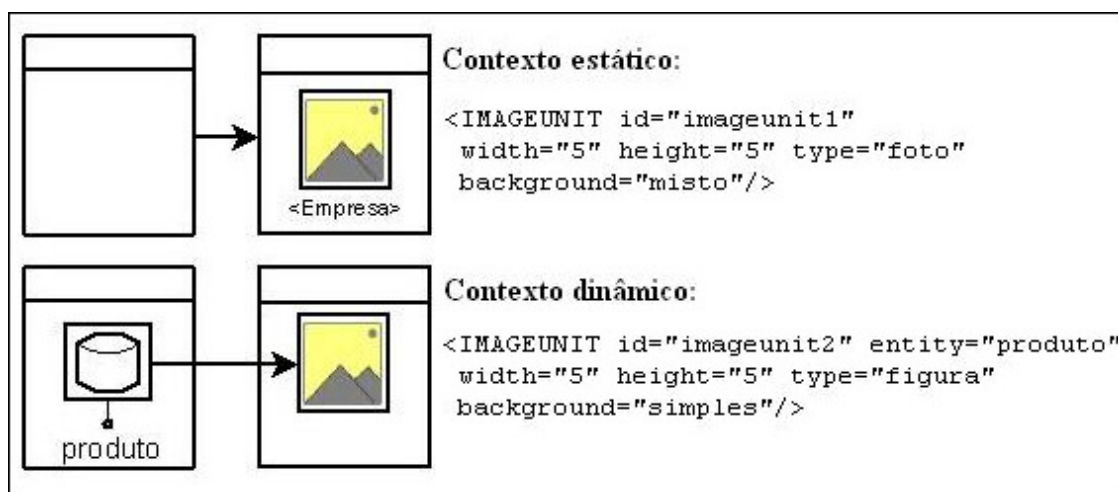 Contexto estático:
<IMAGEUNIT id="imageunit1"
width="5" height="5" type="foto"
background="misto"/>
<Empresa>
Contexto dinâmico:
<IMAGEUNIT id="imageunit2" entity="produto"
width="5" height="5" type="figura"
background="simples"/>
produto